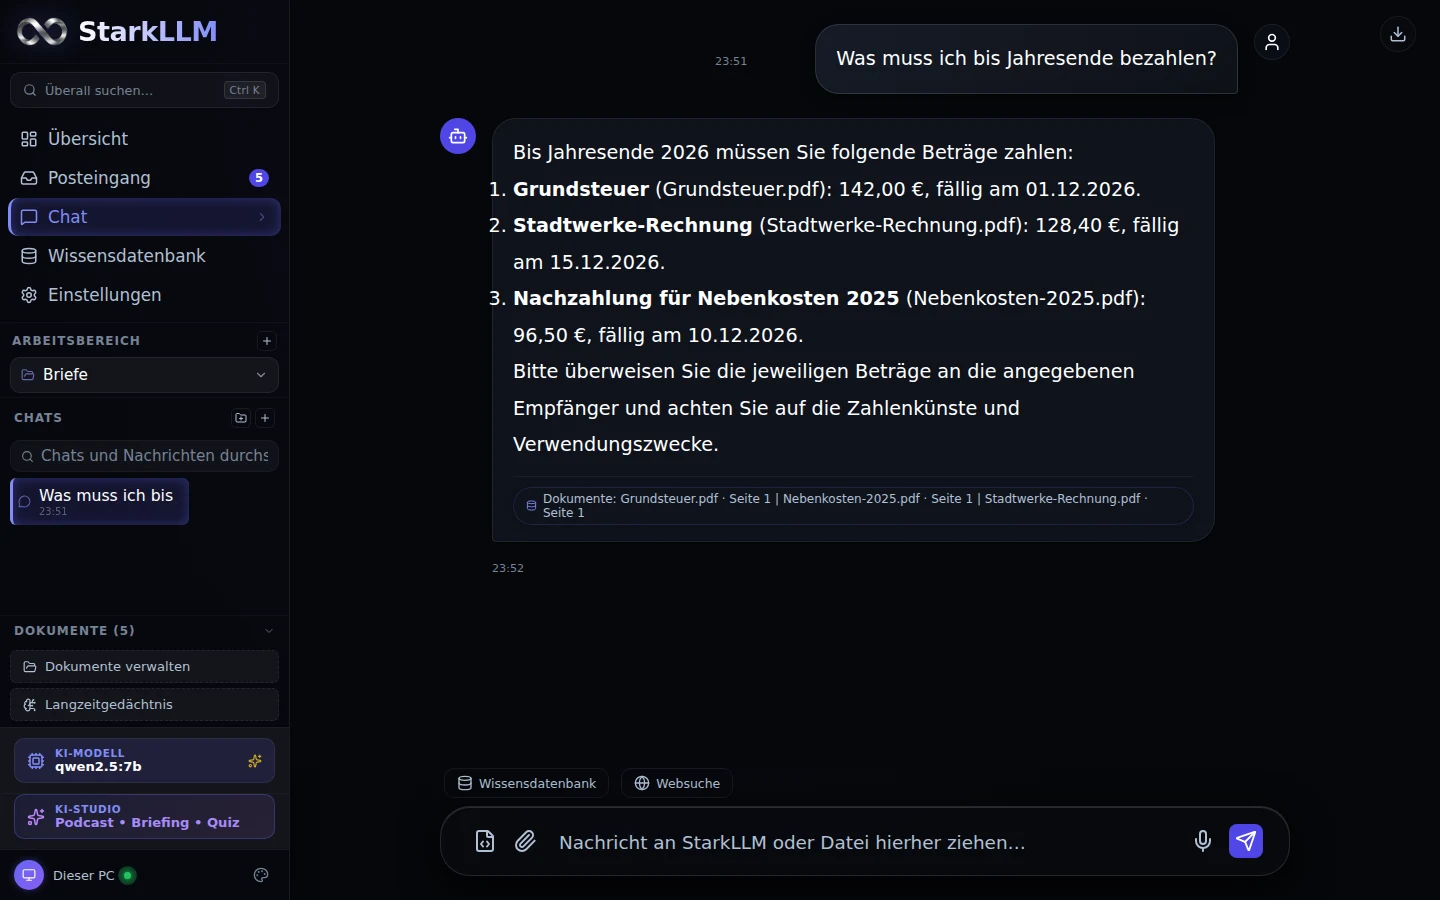 StarkLLM
Überall suchen...
Ctrl K
Übersicht
Posteingang
5
Chat
Wissensdatenbank
Einstellungen
ARBEITSBEREICH
Briefe
CHATS
Chats und Nachrichten durchs
Was muss ich bis
23:51
DOKUMENTE (5)
Dokumente verwalten
Langzeitgedächtnis
KI-MODELL
qwen2.5:7b
KI-STUDIO
Podcast • Briefing • Quiz
Dieser PC
23:51
Was muss ich bis Jahresende bezahlen?
Bis Jahresende 2026 müssen Sie folgende Beträge zahlen:
1. Grundsteuer (Grundsteuer.pdf): 142,00 €, fällig am 01.12.2026.
2. Stadtwerke-Rechnung (Stadtwerke-Rechnung.pdf): 128,40 €, fällig
am 15.12.2026.
3. Nachzahlung für Nebenkosten 2025 (Nebenkosten-2025.pdf):
96,50 €, fällig am 10.12.2026.
Bitte überweisen Sie die jeweiligen Beträge an die angegebenen
Empfänger und achten Sie auf die Zahlenkünste und
Verwendungszwecke.
Dokumente: Grundsteuer.pdf · Seite 1 | Nebenkosten-2025.pdf · Seite 1 | Stadtwerke-Rechnung.pdf ·
Seite 1
23:52
Wissensdatenbank
Websuche
Nachricht an StarkLLM oder Datei hierher ziehen...